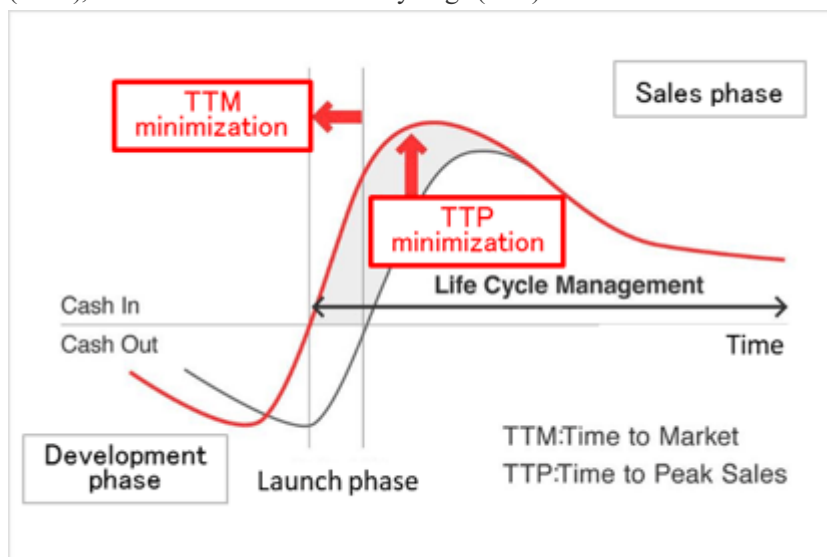 TTM
minimization
Sales phase
TTP
minimization
Life Cycle Management
Cash In
Cash Out
Time
Development
phase
Launch phase
TTM:Time to Market
TTP:Time to Peak Sales